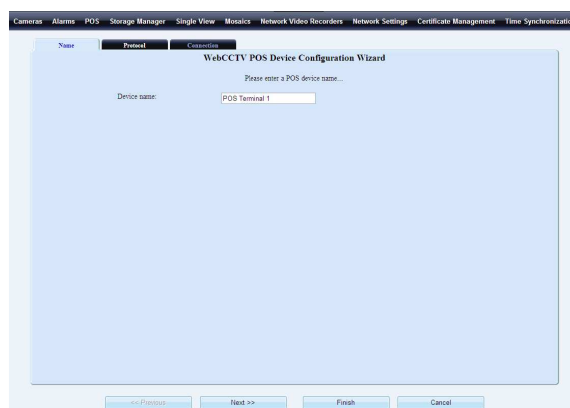 Cameras Alarms POS Storage Manager Single View Mosaics Network Video Recorders Network Settings Certificate Management Time Synchronizatio
Name Protocol Connection
WebCCTV POS Device Configuration Wizard
Please enter a POS device name...
Device name: POS Terminal 1
<< Previous Next >> Finish Cancel